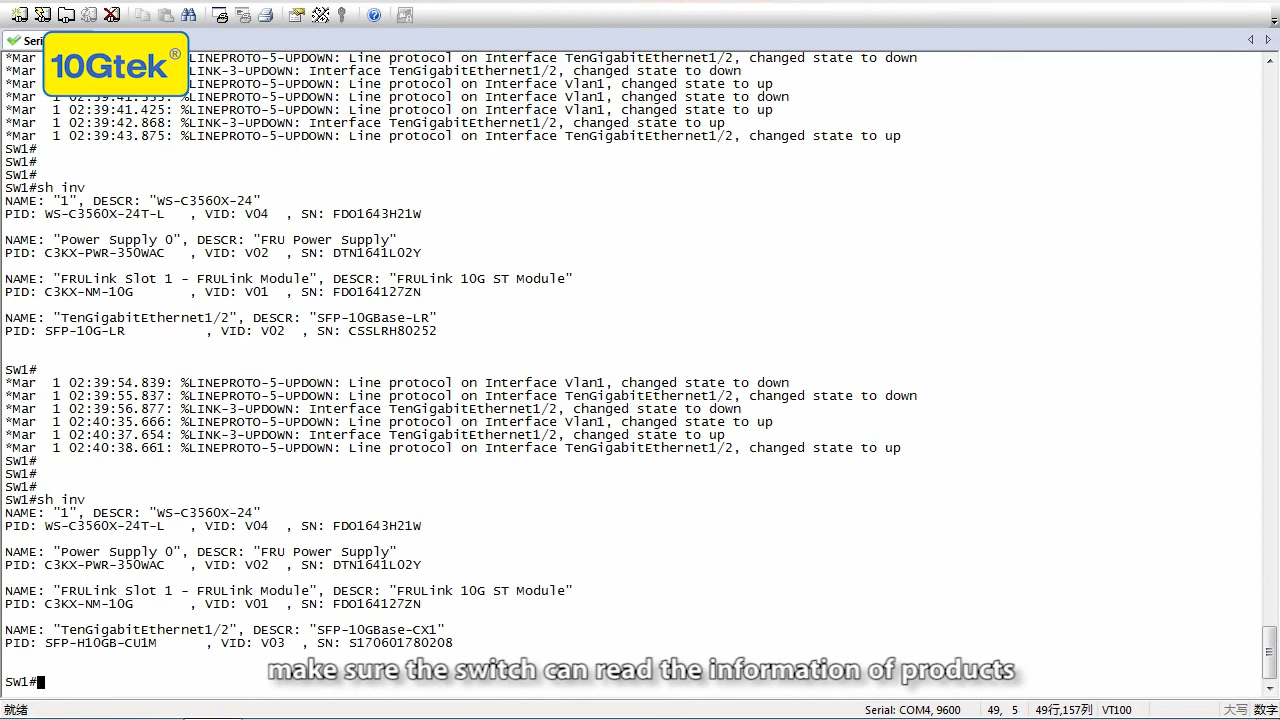 Seri
10Gtek®
*Mar %LINEPROTO-5-UPDOWN: Line protocol on Interface TenGigabitEthernet1/2, changed state to down
*Mar %LINK-3-UPDOWN: Interface TenGigabitEthernet1/2, changed state to down
*Mar %LINEPROTO-5-UPDOWN: Line protocol on Interface Vlan1, changed state to up
*Mar %LINEPROTO-5-UPDOWN: Line protocol on Interface Vlan1, changed state to down
*Mar  1 02:39:41.425: %LINEPROTO-5-UPDOWN: Line protocol on Interface Vlan1, changed state to up
*Mar  1 02:39:42.868: %LINK-3-UPDOWN: Interface TenGigabitEthernet1/2, changed state to up
*Mar  1 02:39:43.875: %LINEPROTO-5-UPDOWN: Line protocol on Interface TenGigabitEthernet1/2, changed state to up
SW1#
SW1#
SW1#
SW1#sh inv
NAME: "1", DESCR: "WS-C3560X-24"
PID: WS-C3560X-24T-L   , VID: V04  , SN: FDO1643H21W
NAME: "Power Supply 0", DESCR: "FRU Power Supply"
PID: C3KX-PWR-350WAC   , VID: V02  , SN: DTN1641L02Y
NAME: "FRULink Slot 1 - FRULink Module", DESCR: "FRULink 10G ST Module"
PID: C3KX-NM-10G       , VID: V01  , SN: FDO164127ZN
NAME: "TenGigabitEthernet1/2", DESCR: "SFP-10GBase-LR"
PID: SFP-10G-LR          , VID: V02  , SN: CSSLRH80252
SW1#
*Mar  1 02:39:54.839: %LINEPROTO-5-UPDOWN: Line protocol on Interface Vlan1, changed state to down
*Mar  1 02:39:55.837: %LINEPROTO-5-UPDOWN: Line protocol on Interface TenGigabitEthernet1/2, changed state to down
*Mar  1 02:39:56.877: %LINK-3-UPDOWN: Interface TenGigabitEthernet1/2, changed state to down
*Mar  1 02:40:35.666: %LINEPROTO-5-UPDOWN: Line protocol on Interface Vlan1, changed state to up
*Mar  1 02:40:37.654: %LINK-3-UPDOWN: Interface TenGigabitEthernet1/2, changed state to up
*Mar  1 02:40:38.661: %LINEPROTO-5-UPDOWN: Line protocol on Interface TenGigabitEthernet1/2, changed state to up
SW1#
SW1#
SW1#
SW1#sh inv
NAME: "1", DESCR: "WS-C3560X-24"
PID: WS-C3560X-24T-L   , VID: V04  , SN: FDO1643H21W
NAME: "Power Supply 0", DESCR: "FRU Power Supply"
PID: C3KX-PWR-350WAC   , VID: V02  , SN: DTN1641L02Y
NAME: "FRULink Slot 1 - FRULink Module", DESCR: "FRULink 10G ST Module"
PID: C3KX-NM-10G       , VID: V01  , SN: FDO164127ZN
NAME: "TenGigabitEthernet1/2", DESCR: "SFP-10GBase-CX1"
PID: SFP-H10GB-CU1M      , VID: V03  , SN: S170601780208
make sure the switch can read the information of products
SW1#
就绪 Serial: COM4, 9600 49, 5 49行,157列 VT100 大写 数字